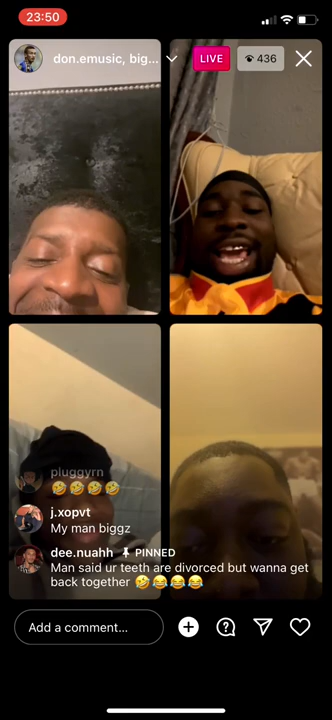 23:50
don.emusic, big...
LIVE
436
pluggyrn
🤣🤣🤣🤣
j.xopvt
My man biggz
dee.nuahh PINNED
Man said ur teeth are divorced but wanna get
back together 🤣😂😂😂
Add a comment...